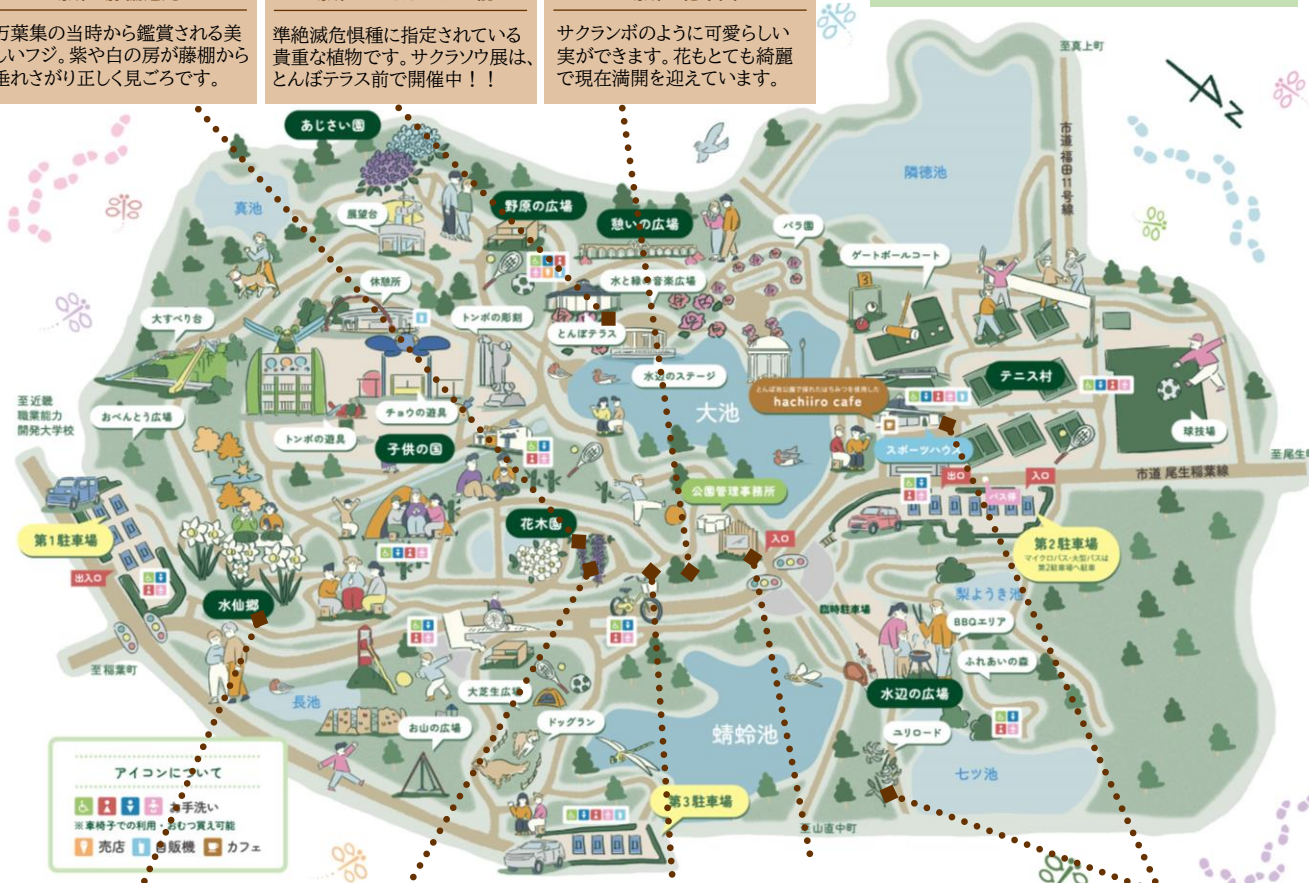 万葉集の当時から鑑賞される美
しいフジ。紫や白の房が藤棚から
垂れさがり正しく見ごろです。
準絶滅危惧種に指定されている
貴重な植物です。サクラソウ展は、
とんぼテラス前で開催中！！
サクランボのように可愛らしい
実ができます。花もとても綺麗
で現在満開を迎えています。
至真上町
N
あじさい園
市道 福田11号線
隣徳池
真池
展望台
野原の広場
憩いの広場
バラ園
ゲートボールコート
休憩所
水と緑の音楽広場
3
大すべり台
トンボの彫刻
とんぼテラス
水辺のステージ
テニス村
至近畿
職業能力
開発大学校
おべんとう広場
チョウの遊具
大池
とんぼ池公園で採れたはちみつを使用した
hachiiro cafe
トンボの遊具
子供の国
スポーツハウス
球技場
至尾生
市道 尾生稲葉線
出口
入口
バス停
公園管理事務所
第1駐車場
花木園
入口
第2駐車場
マイクロバス・大型バスは
第2駐車場へ駐車
出入口
水仙郷
臨時駐車場
梨ようき池
BBQエリア
至稲葉町
ふれあいの森
長池
大芝生広場
水辺の広場
お山の広場
ドッグラン
蜻蛉池
ユリロード
七ツ池
アイコンについて
お手洗い
※車椅子での利用・おむつ買え可能
売店 自販機 カフェ
第3駐車場
至山直中町